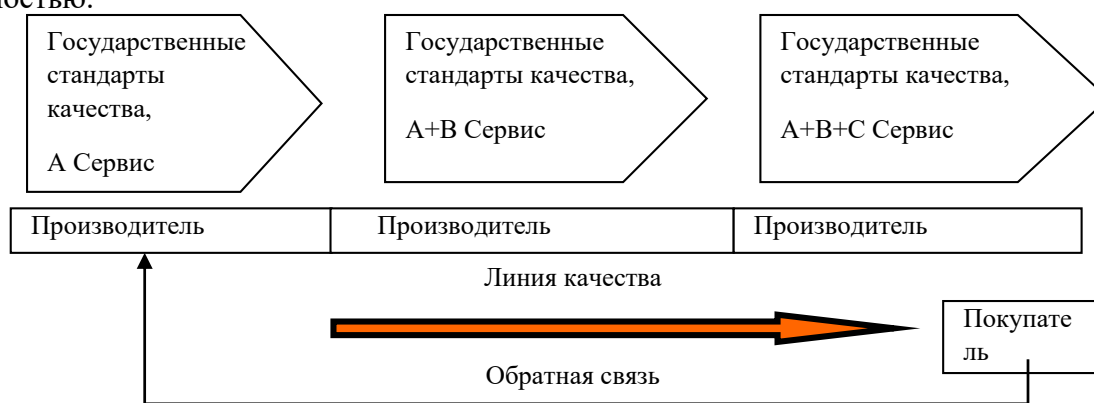 ностью.
Государственные
стандарты
качества,
А Сервис
Государственные
стандарты качества,
А+В Сервис
Государственные
стандарты качества,
А+В+С Сервис
Производитель
Производитель
Производитель
Линия качества
Покупате
ль
Обратная связь